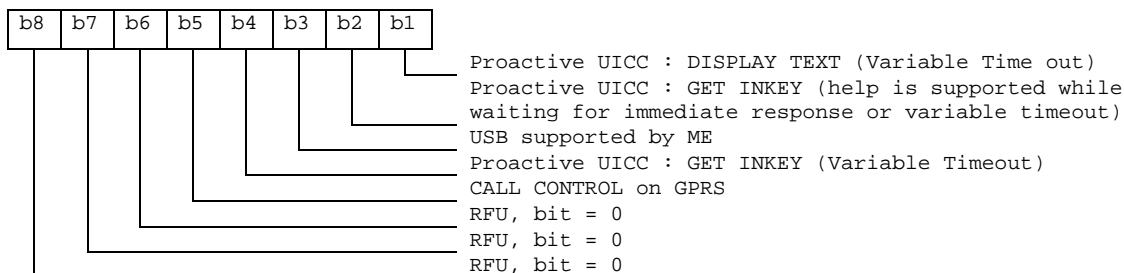 b8 b7 b6 b5 b4 b3 b2 b1
Proactive UICC : DISPLAY TEXT (Variable Time out)
Proactive UICC : GET INKEY (help is supported while
waiting for immediate response or variable timeout)
USB supported by ME
Proactive UICC : GET INKEY (Variable Timeout)
CALL CONTROL on GPRS
RFU, bit = 0
RFU, bit = 0
RFU, bit = 0